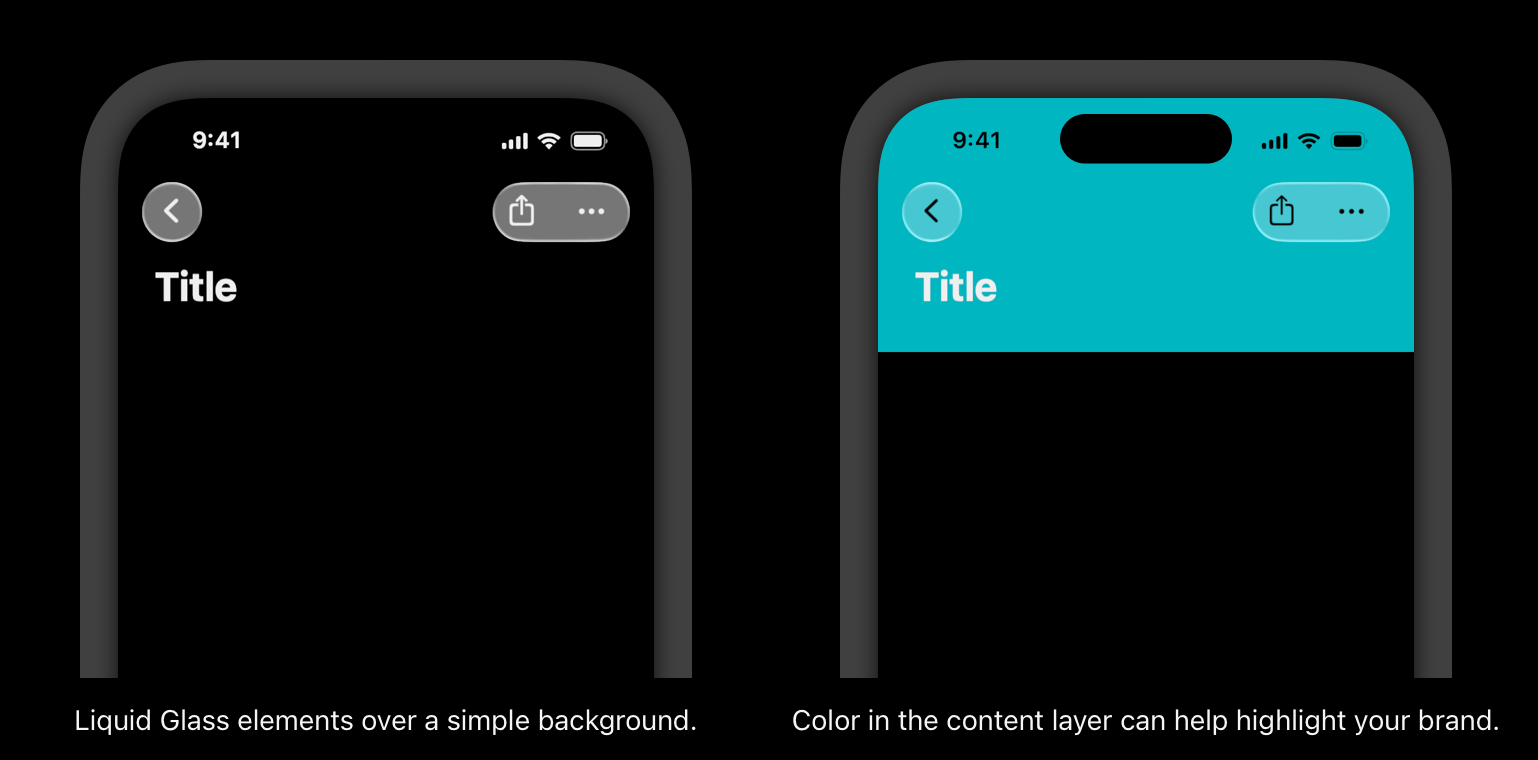 9:41
Title
Liquid Glass elements over a simple background.
9:41
Title
Color in the content layer can help highlight your brand.